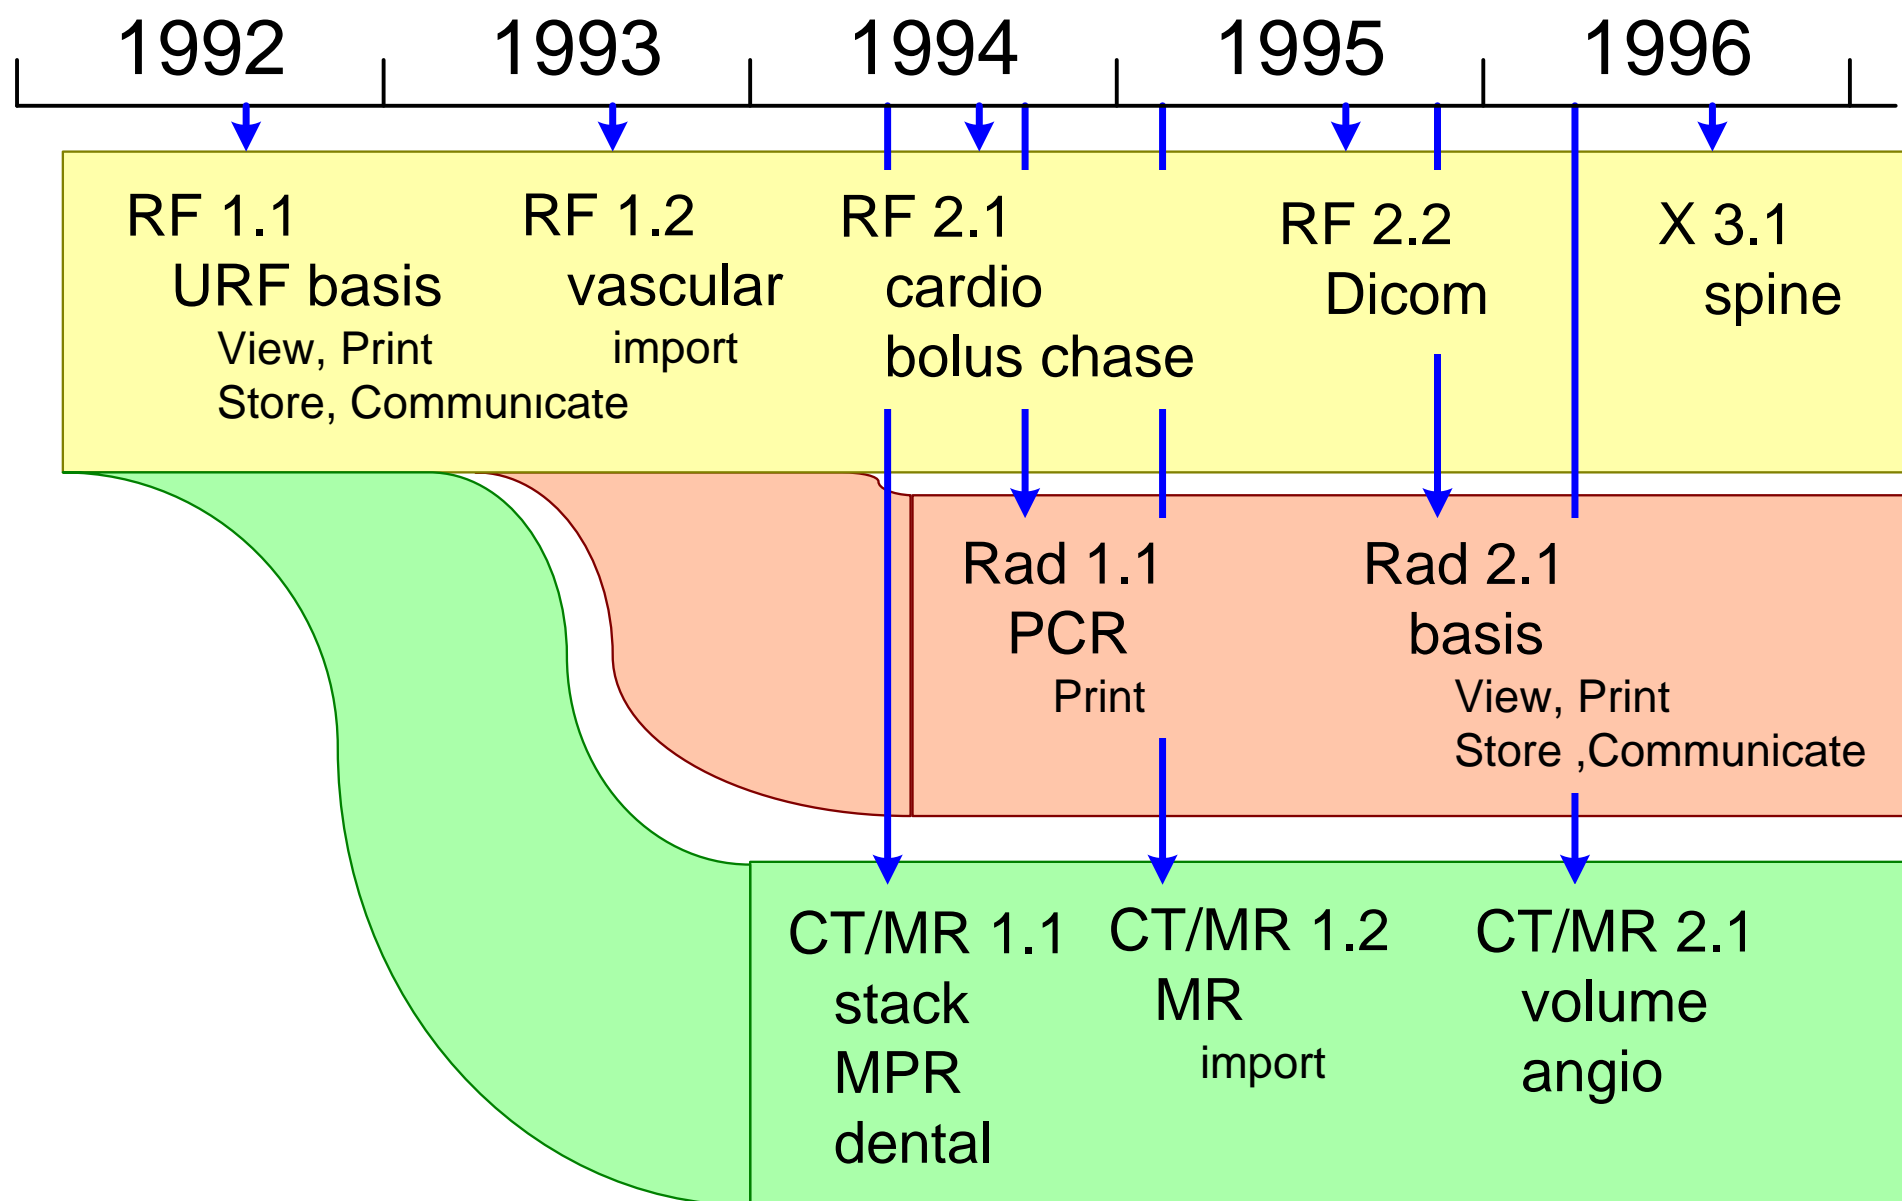 1992
1993
1994
1995
1996
RF 1.1
URF basis
View, Print
Store, Communicate
RF 1.2
vascular
import
RF 2.1
cardio
bolus chase
RF 2.2
Dicom
X 3.1
spine
Rad 1.1
PCR
Print
Rad 2.1
basis
View, Print
Store ,Communicate
CT/MR 1.1
stack
MPR
dental
CT/MR 1.2
MR
import
CT/MR 2.1
volume
angio